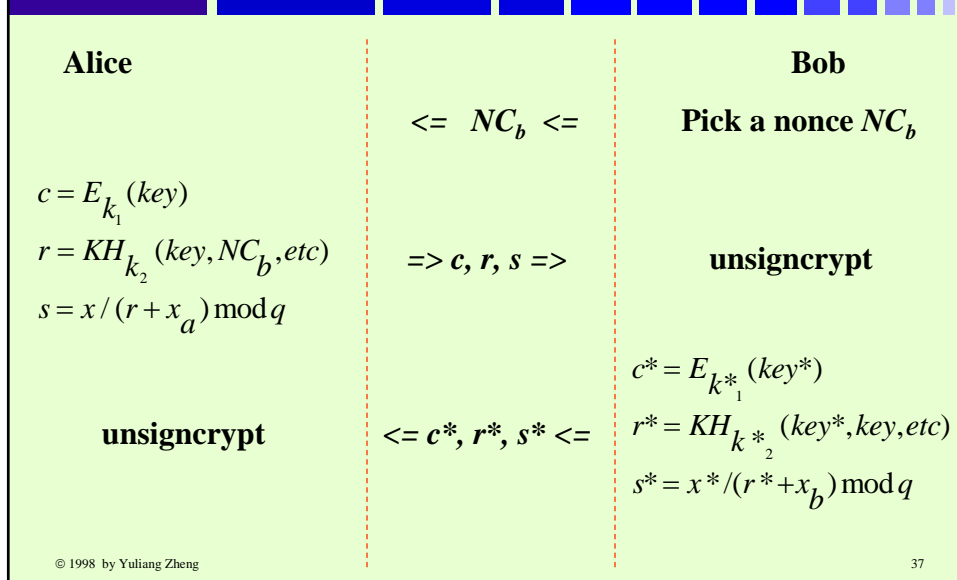 Alice
Bob
<= NC_b <=
Pick a nonce NC_b
c = E_{k_1}(key)
r = KH_{k_2}(key, NC_b, etc)
s = x / (r + x_a) mod q
=> c, r, s =>
unsigncrypt
unsigncrypt
<= c*, r*, s* <=
c* = E_{k*_1}(key*)
r* = KH_{k*_2}(key*, key, etc)
s* = x* /(r* + x_b) mod q
© 1998 by Yuliang Zheng
37